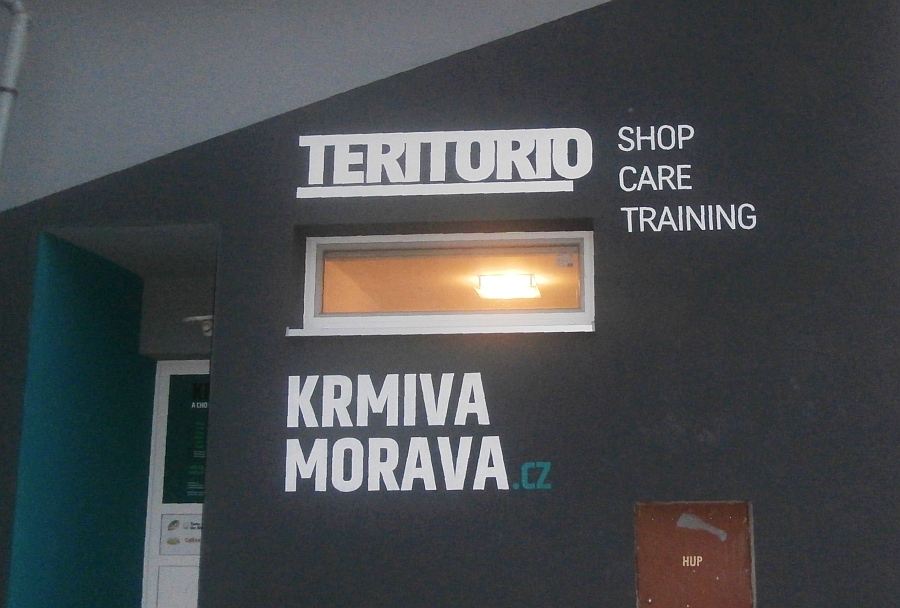 TERITORIO
SHOP
CARE
TRAINING
KRMIVA
MORAVA.CZ
HUP